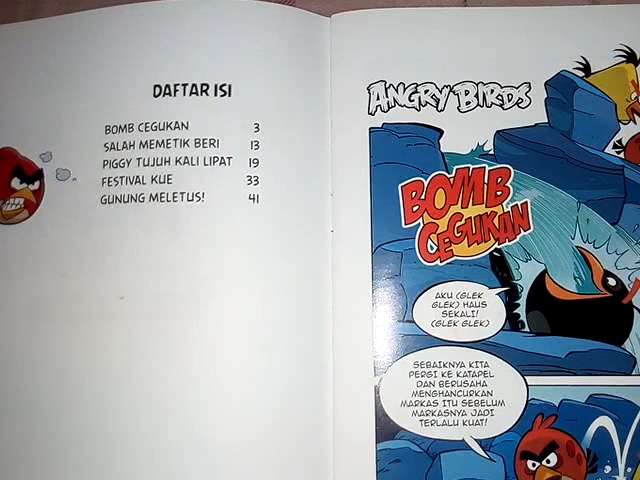 DAFTAR ISI
BOMB CEGUKAN 3
SALAH MEMETIK BERI 13
PIGGY TUJUH KALI LIPAT 19
FESTIVAL KUE 33
GUNUNG MELETUS! 41
ANGRY BIRDS
BOMB
CEGUKAN
AKU (GLEK
GLEK) HAUS
SEKALI!
(GLEK GLEK)
SEBAIKNYA KITA
PERGI KE KATAPEL
DAN BERUSAHA
MENGHANCURKAN
MARKAS ITU SEBELUM
MARKASNYA JADI
TERLALU KUAT!